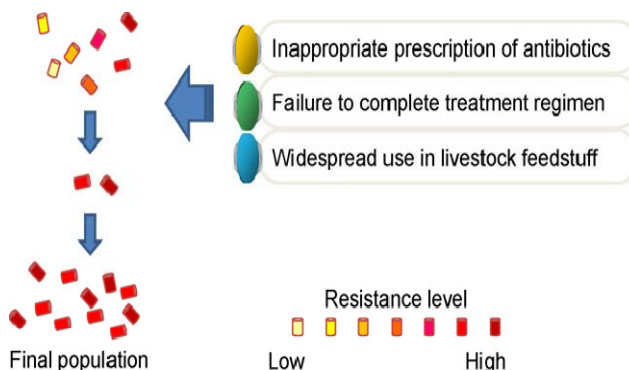 Inappropriate prescription of antibiotics
Failure to complete treatment regimen
Widespread use in livestock feedstuff
Resistance level
Final population
Low
High